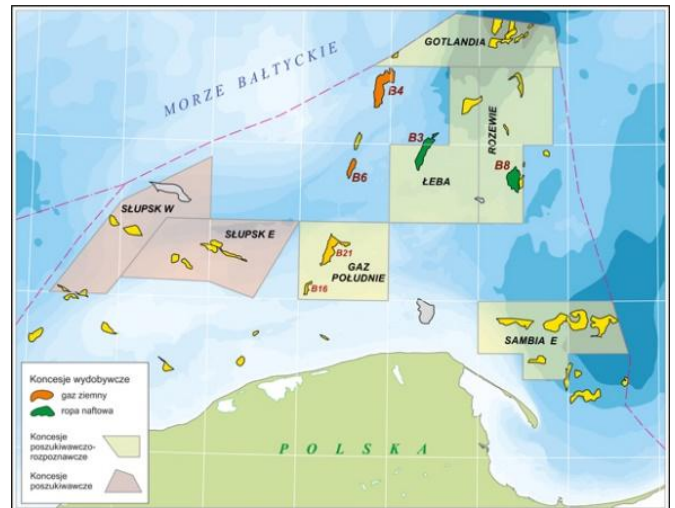 GOTLANDIA
MORZE BAŁTYCKIE
B4
B3
ROZEWIE
B6
B8
ŁEBA
SŁUPSK W
SŁUPSK E
B21
GAZ
POŁUDNIE
B16
SAMBIA E
POLSKA
Koncesje wydobywcze
gaz ziemny
ropa naftowa
Koncesje
poszukiwawczo-
rozpoznawcze
Koncesje
poszukiwawcze